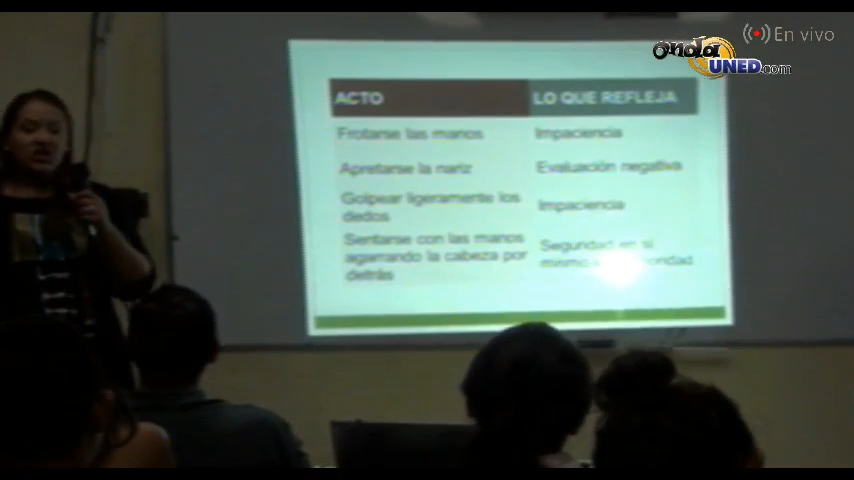 En vivo
onda
UNED.com
ACTO LO QUE REFLEJA
Frotarse las manos Impaciencia
Apretarse la nariz Evaluación negativa
Golpear ligeramente los
dedos
Impaciencia
Sentarse con las manos
agarrando la cabeza por
detrás
Seguridad en sí
mismo